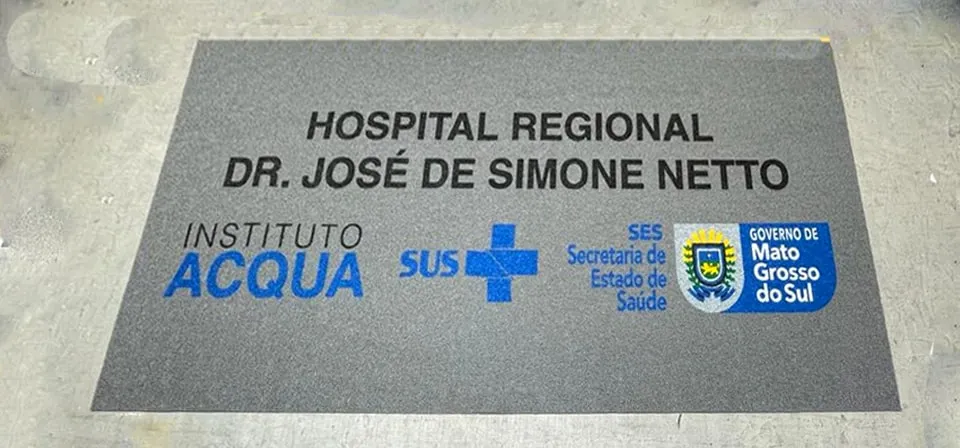 HOSPITAL REGIONAL
DR. JOSÉ DE SIMONE NETTO
INSTITUTO
ACQUA
SUS
SES
Secretaria de
Estado de
Saúde
GOVERNO DE
Mato
Grosso
do Sul